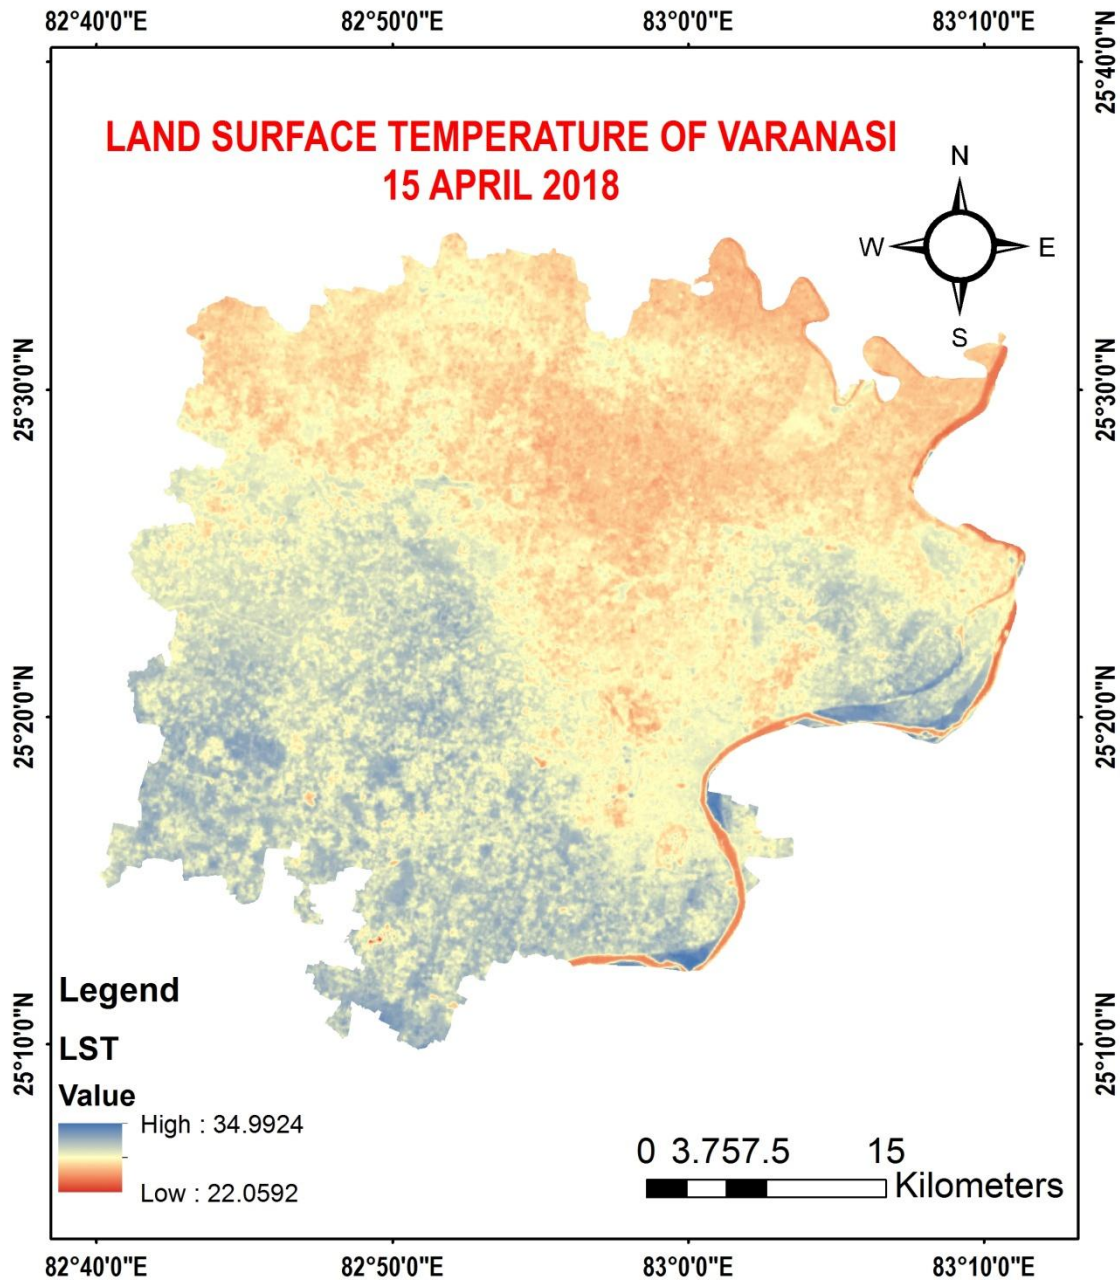 82°40'0"E 82°50'0"E 83°0'0"E 83°10'0"E
25°40'0"N
LAND SURFACE TEMPERATURE OF VARANASI
15 APRIL 2018
N
W E
S
25°30'0"N 25°30'0"N
25°20'0"N 25°20'0"N
25°10'0"N 25°10'0"N
Legend
LST
Value
High : 34.9924
Low : 22.0592
0 3.757.5 15
Kilometers
82°40'0"E 82°50'0"E 83°0'0"E 83°10'0"E